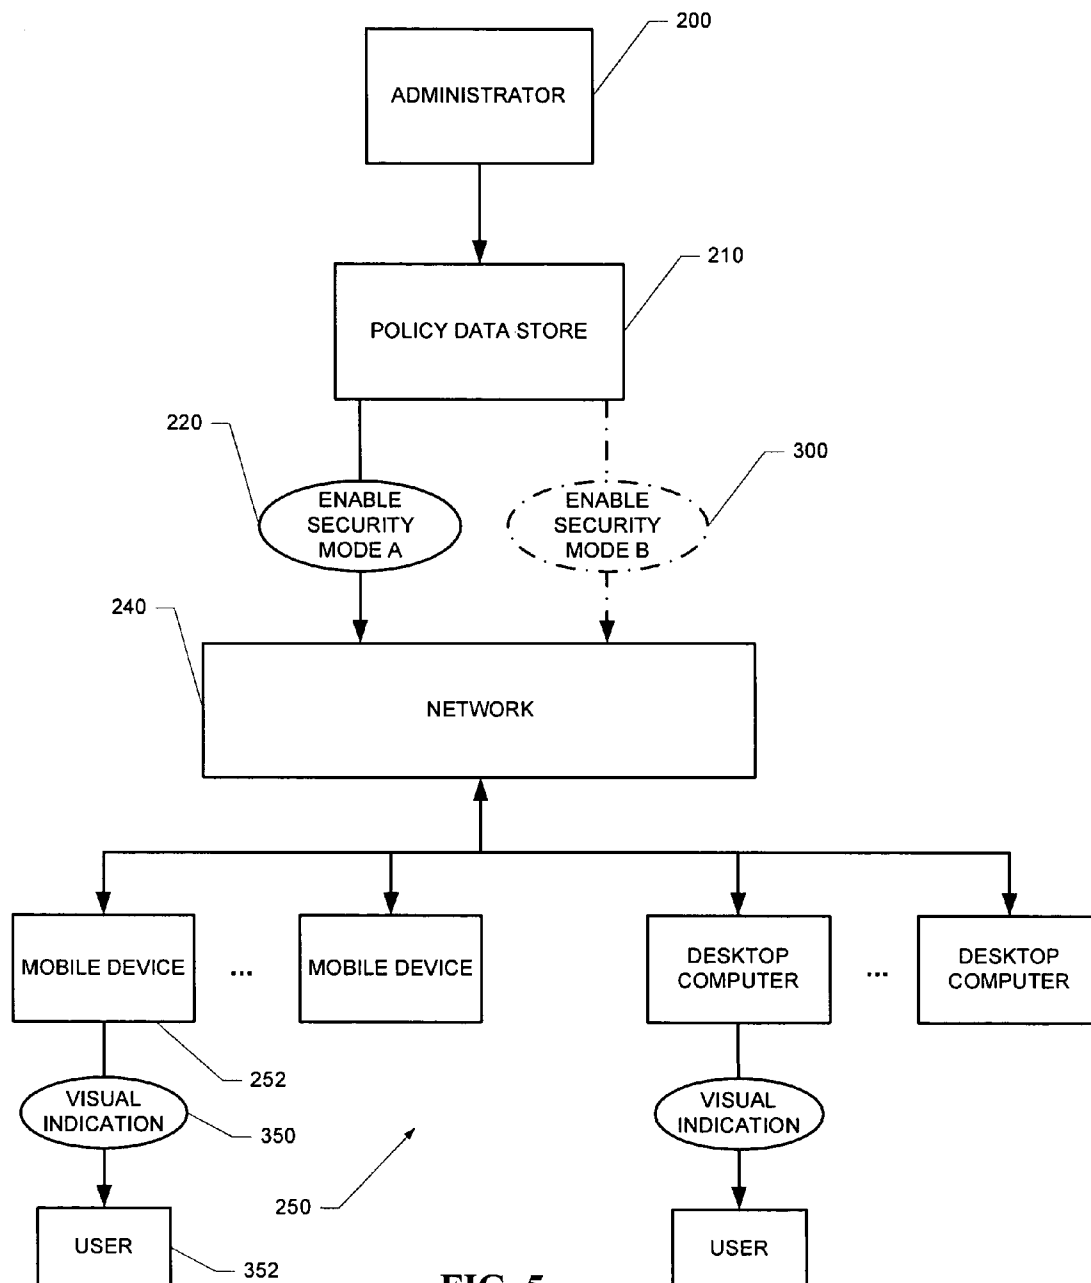 200
ADMINISTRATOR
210
POLICY DATA STORE
220
300
ENABLE
SECURITY
MODE A
ENABLE
SECURITY
MODE B
240
NETWORK
MOBILE DEVICE
...
MOBILE DEVICE
DESKTOP
COMPUTER
...
DESKTOP
COMPUTER
252
VISUAL
INDICATION
350
VISUAL
INDICATION
250
USER
352
USER
FIG. 5